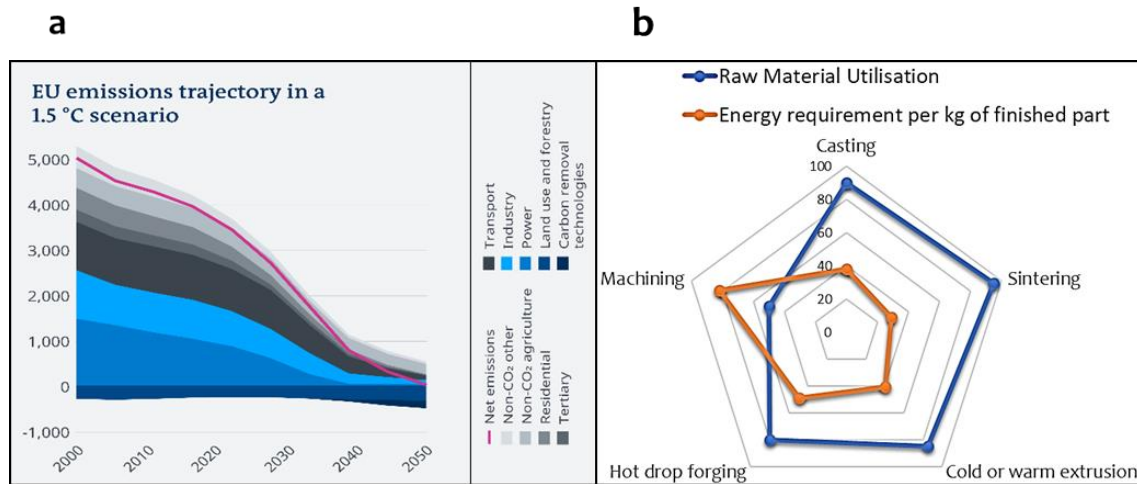 a
b
EU emissions trajectory in a
1.5 °C scenario
5,000
4,000
3,000
2,000
1,000
0
-1,000
2000
2010
2020
2030
2040
2050
Transport
Industry
Power
Land use and forestry
Carbon removal
technologies
Net emissions
Non-CO₂ other
Non-CO₂ agriculture
Residential
Tertiary
Raw Material Utilisation
Energy requirement per kg of finished part
Casting
100
80
60
40
20
0
Machining
Sintering
Hot drop forging
Cold or warm extrusion